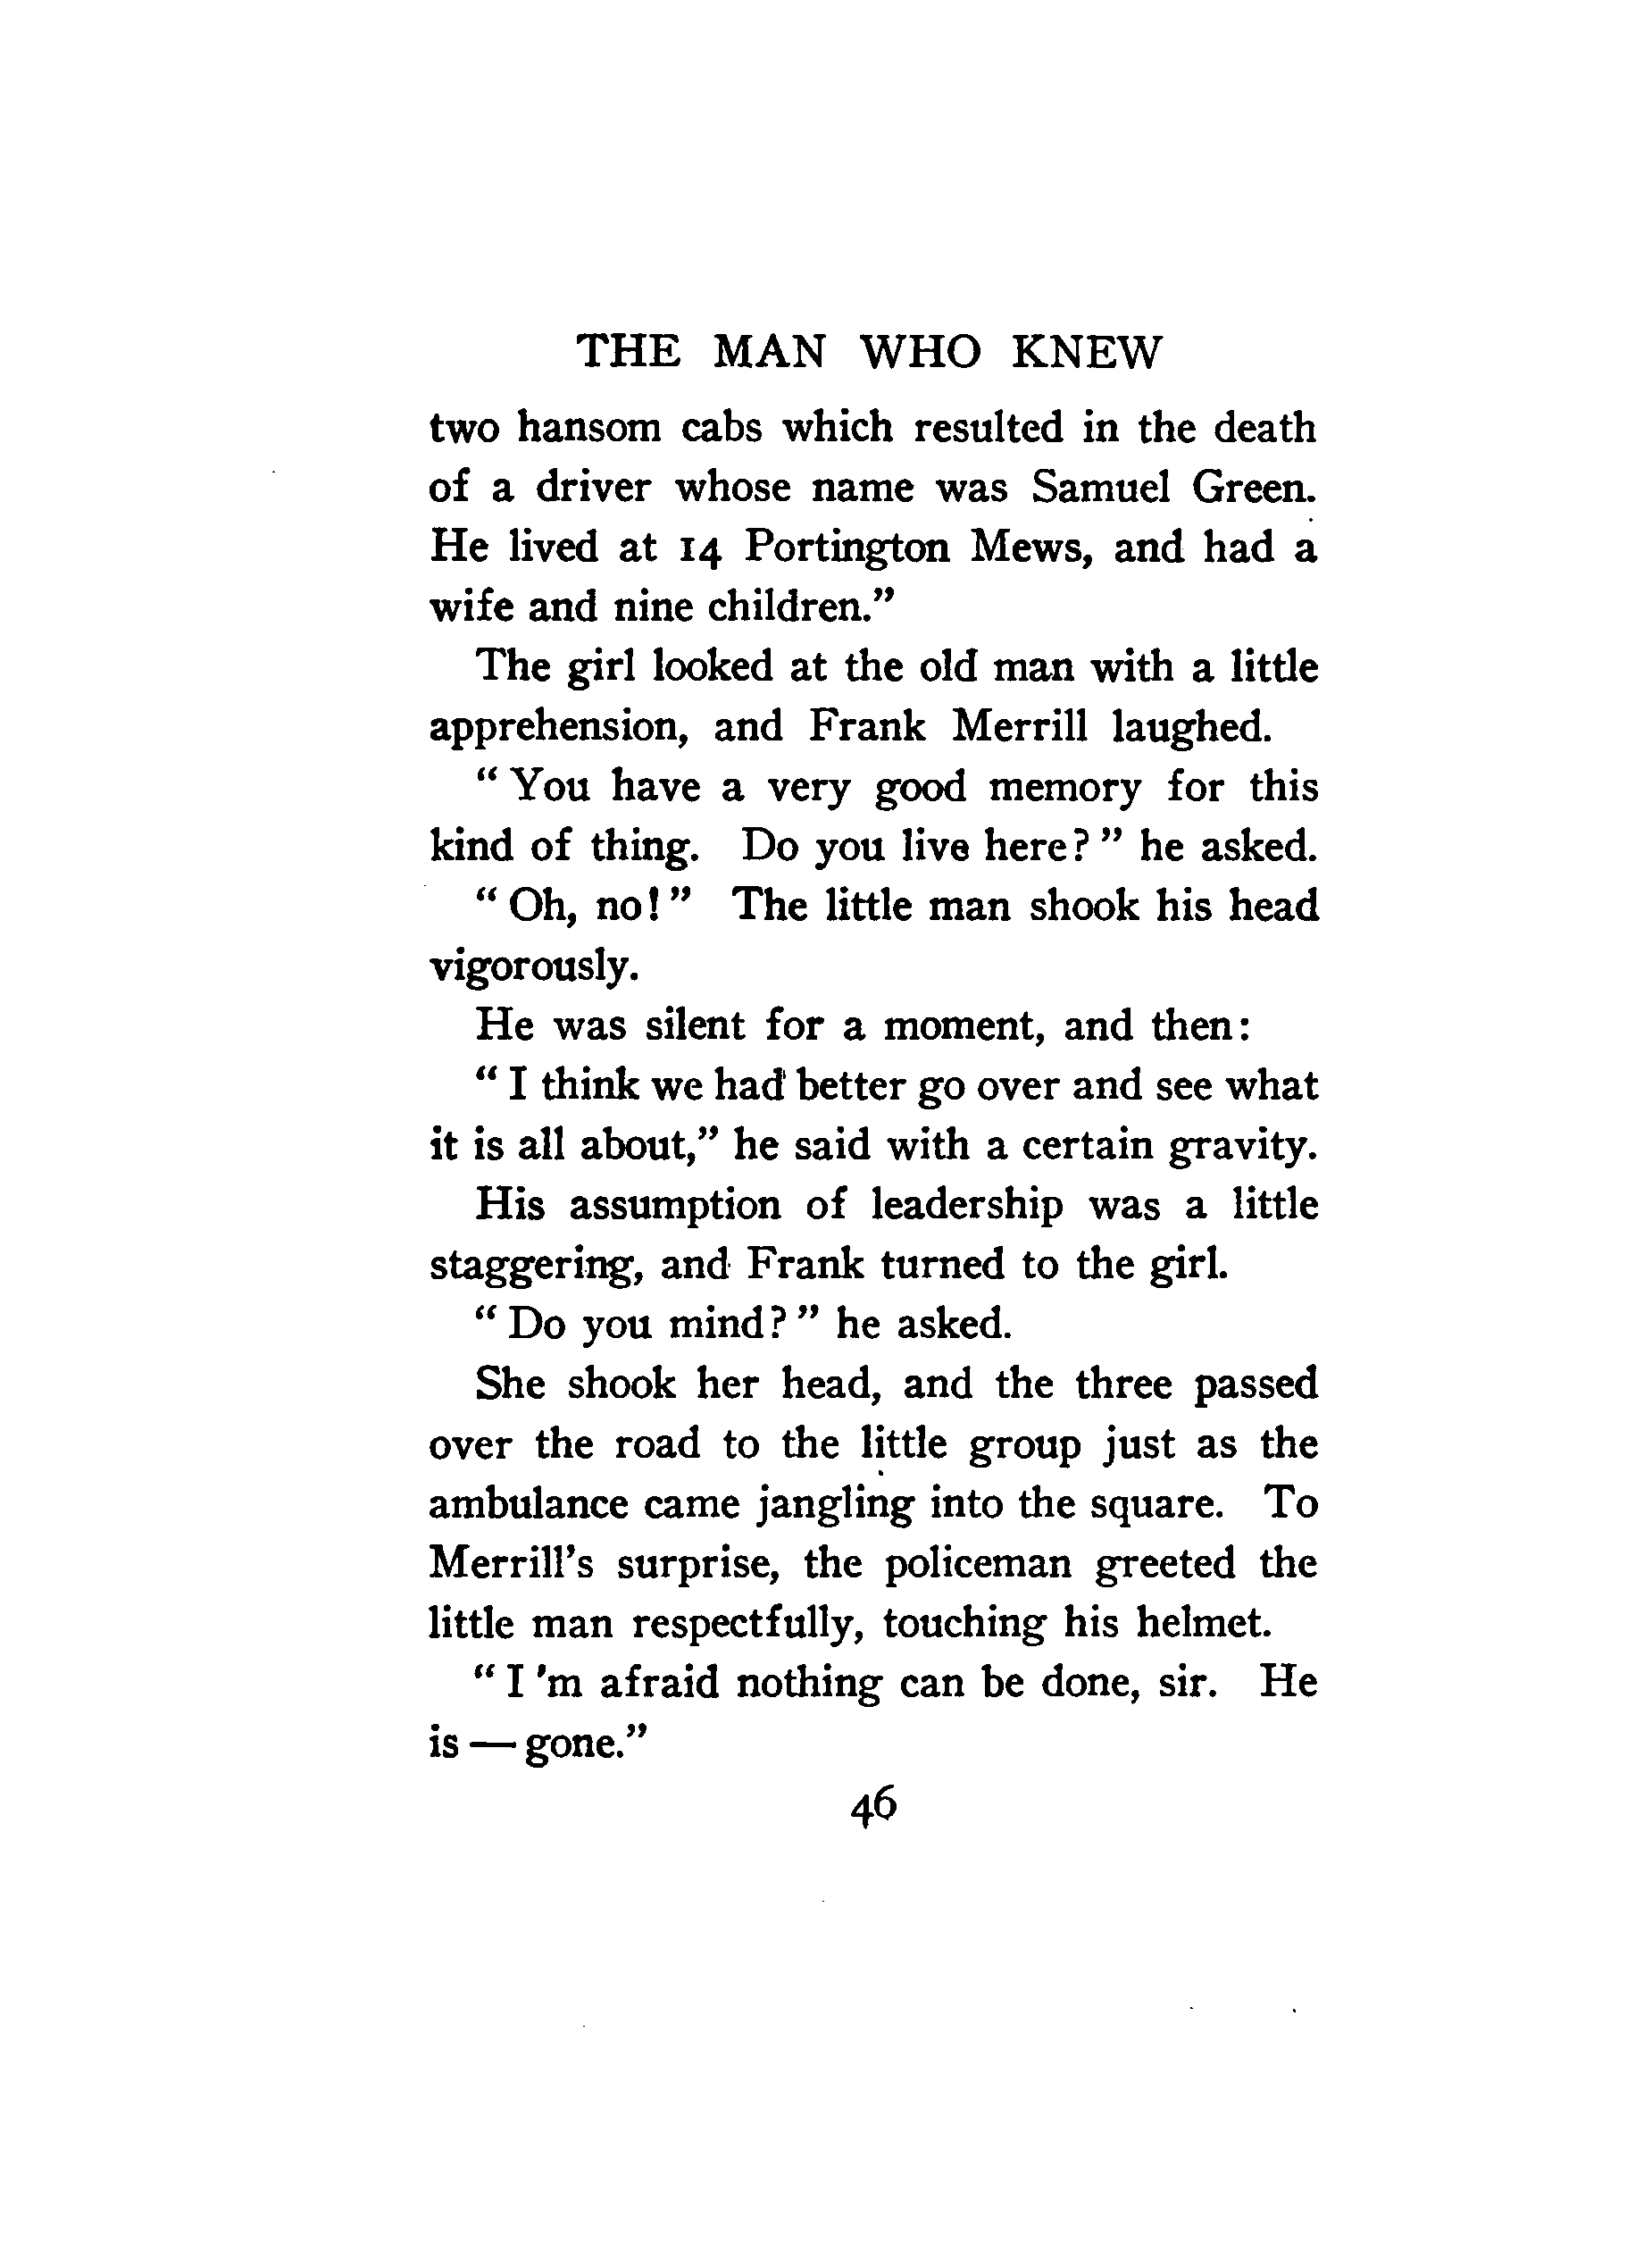 THE MAN WHO KNEW
two hansom cabs which resulted in the death
of a driver whose name was Samuel Green.
He lived at 14 Portington Mews, and had a
wife and nine children.”
The girl looked at the old man with a little
apprehension, and Frank Merrill laughed.
“ You have a very good memory for this
kind of thing. Do you live here? ” he asked.
“ Oh, no! ” The little man shook his head
vigorously.
He was silent for a moment, and then:
“ I think we had better go over and see what
it is all about,” he said with a certain gravity.
His assumption of leadership was a little
staggering, and Frank turned to the girl.
“ Do you mind? ” he asked.
She shook her head, and the three passed
over the road to the little group just as the
ambulance came jangling into the square. To
Merrill’s surprise, the policeman greeted the
little man respectfully, touching his helmet.
“ I ’m afraid nothing can be done, sir. He
is — gone.”
46